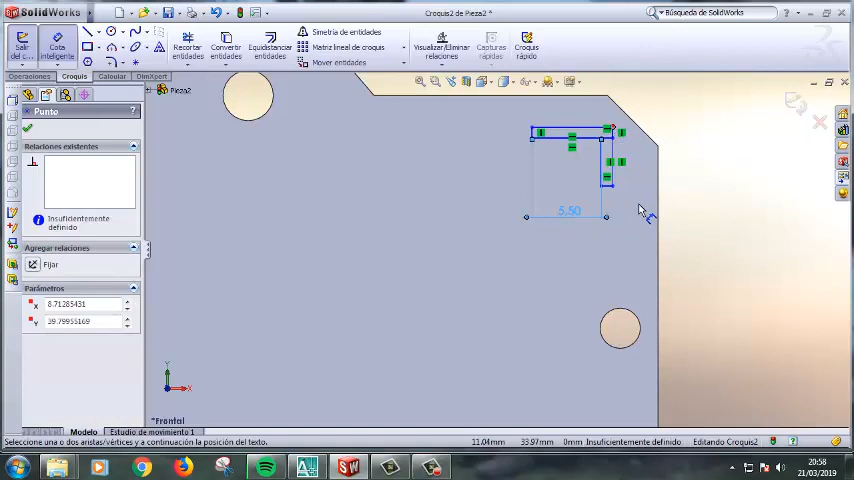 SolidWorks
Croquis2 de Pieza2 *
Búsqueda de SolidWorks
Salir del c...
Cota inteligente
Recortar entidades
Convertir entidades
Equidistanciar entidades
Simetría de entidades
Matriz lineal de croquis
Mover entidades
Visualizar/Eliminar relaciones
Capturas rápidas
Croquis rápido
Operaciones
Croquis
Calcular
DimXpert
Pieza2
Punto
?
Relaciones existentes
Insuficientemente definido
Agregar relaciones
Fijar
Parámetros
X
8.71285431
Y
39.79955169
5,50
Y
X
*Frontal
Modelo
Estudio de movimiento 1
Seleccione una o dos aristas/vértices y a continuación la posición del texto.
11.04mm
33.97mm
0mm
Insuficientemente definido
Editando Croquis2
20:58
21/03/2019